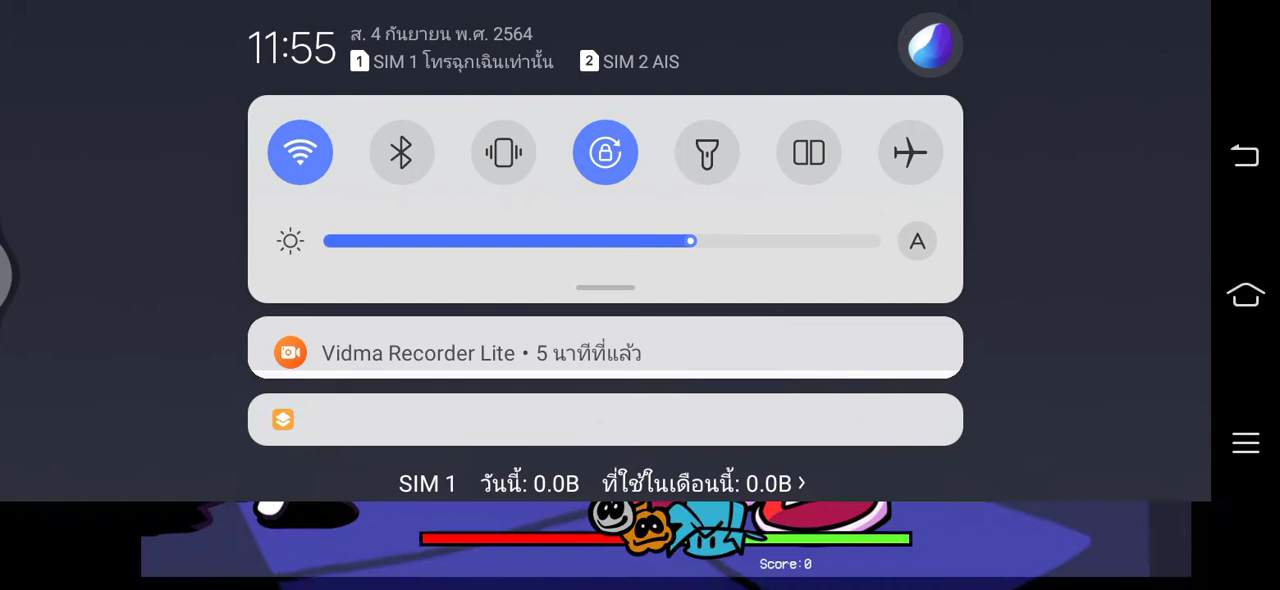 11:55
ส. 4 กันยายน พ.ศ. 2564
1 SIM 1 โทรฉุกเฉินเท่านั้น 2 SIM 2 AIS
A
Vidma Recorder Lite • 5 นาทีที่แล้ว
SIM 1 วันนี้: 0.0B ที่ใช้ในเดือนนี้: 0.0B ›
Score:0